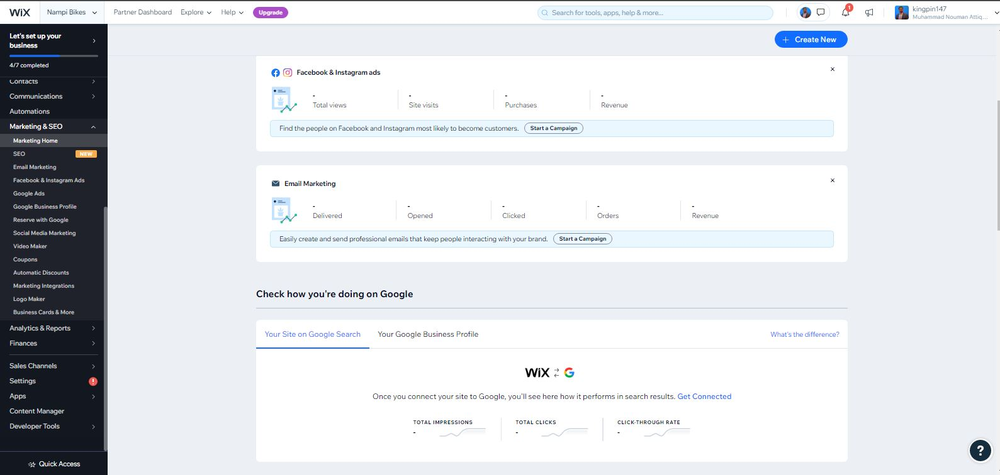 WiX
Nampi Bikes
Partner Dashboard
Explore
Help
Upgrade
Search for tools, apps, help & more...
1
kingpin147
Muhammad Nouman Attiq...
Let's set up your
business
4/7 completed
Contacts
Communications
Automations
Marketing & SEO
Marketing Home
SEO
NEW
Email Marketing
Facebook & Instagram Ads
Google Ads
Google Business Profile
Reserve with Google
Social Media Marketing
Video Maker
Coupons
Automatic Discounts
Marketing Integrations
Logo Maker
Business Cards & More
Analytics & Reports
Finances
Sales Channels
Settings
!
Apps
Content Manager
Developer Tools
Quick Access
+ Create New
Facebook & Instagram ads
- - - -
Total views Site visits Purchases Revenue
Find the people on Facebook and Instagram most likely to become customers. Start a Campaign
Email Marketing
- - - - -
Delivered Opened Clicked Orders Revenue
Easily create and send professional emails that keep people interacting with your brand. Start a Campaign
Check how you're doing on Google
Your Site on Google Search Your Google Business Profile What's the difference?
WiX G
Once you connect your site to Google, you'll see here how it performs in search results. Get Connected
TOTAL IMPRESSIONS TOTAL CLICKS CLICK-THROUGH RATE
- - -
?